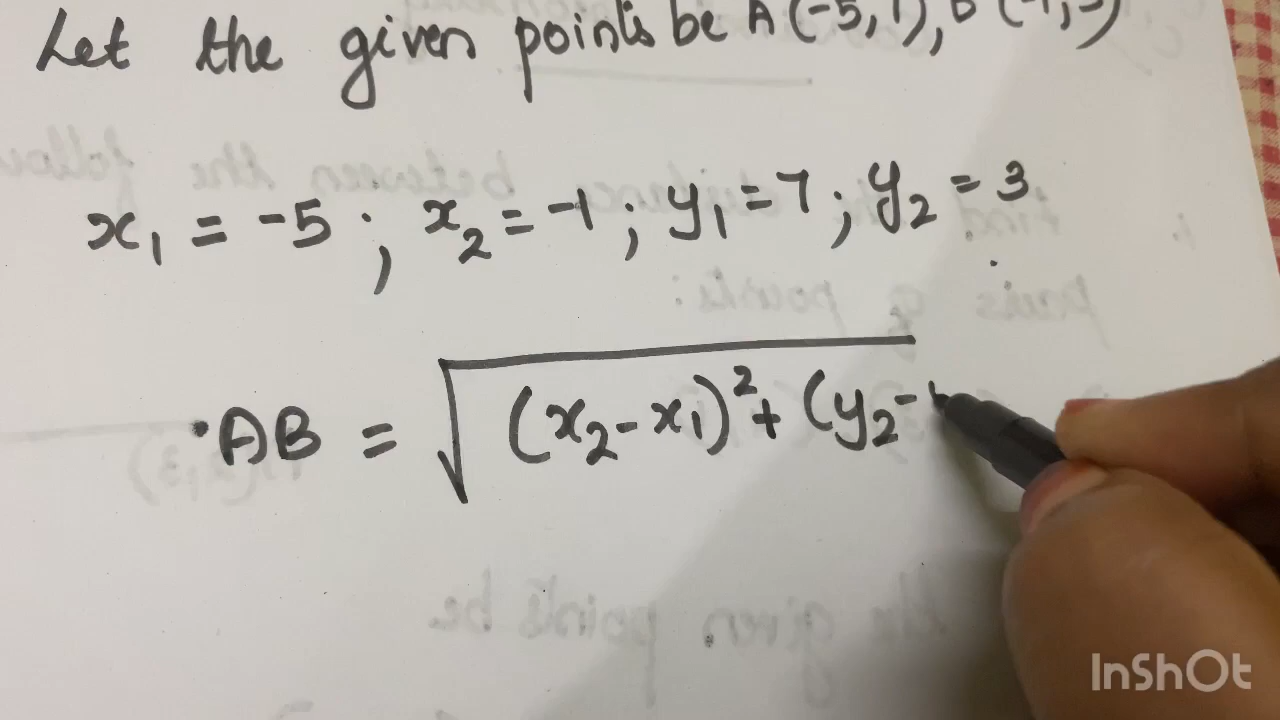 Let the given points be A(-5,7), B(-1,3)
x₁ = -5 ; x₂ = -1 ; y₁ = 7 ; y₂ = 3
AB = √(x₂-x₁)² + (y₂-
InShOt